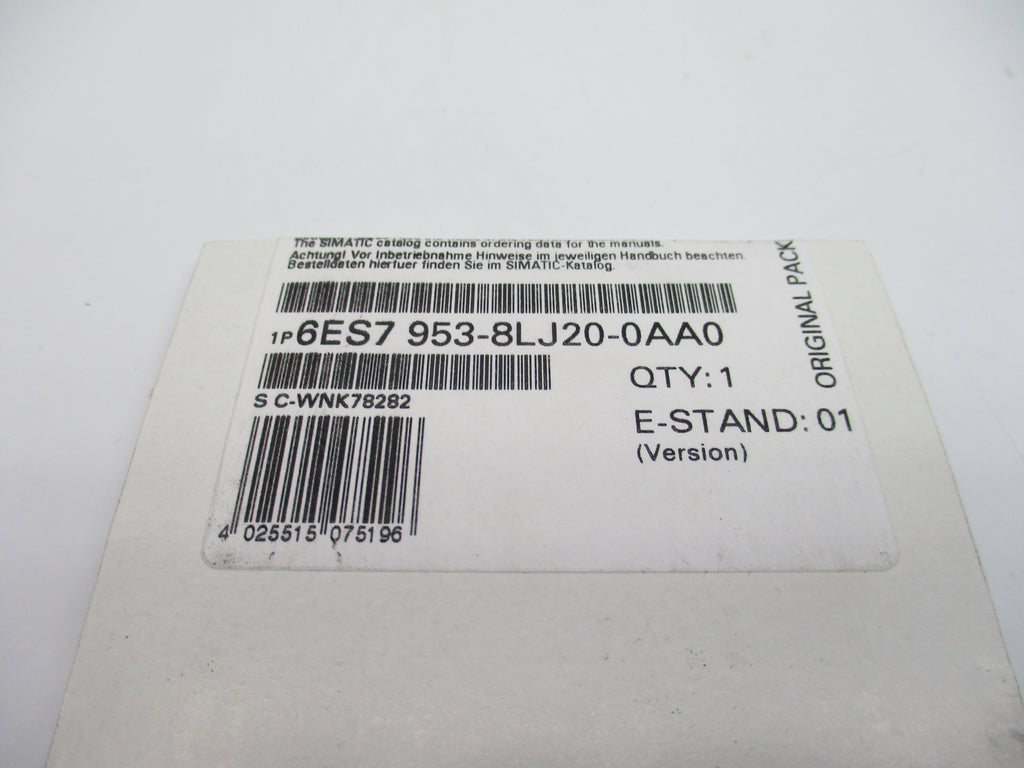 The SIMATIC catalog contains ordering data for the manuals.
Achtung! Vor Inbetriebnahme Hinweise im jeweiligen Handbuch beachten.
Bestelldaten hierfuer finden Sie im SIMATIC-Katalog.
1P 6ES7 953-8LJ20-0AA0
S C-WNK78282
QTY: 1
E-STAND: 01
(Version)
4 025515 075196
ORIGINAL PACK